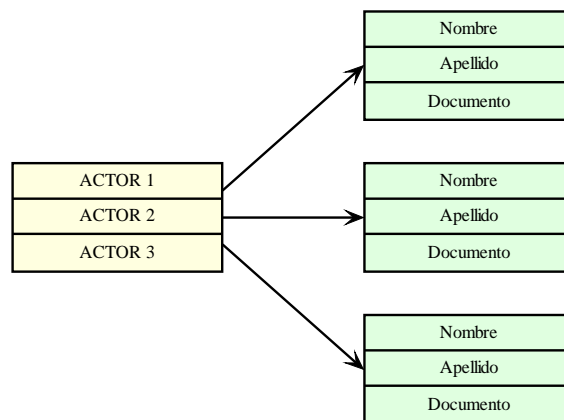 Nombre
Apellido
Documento
ACTOR 1
ACTOR 2
ACTOR 3
Nombre
Apellido
Documento
Nombre
Apellido
Documento